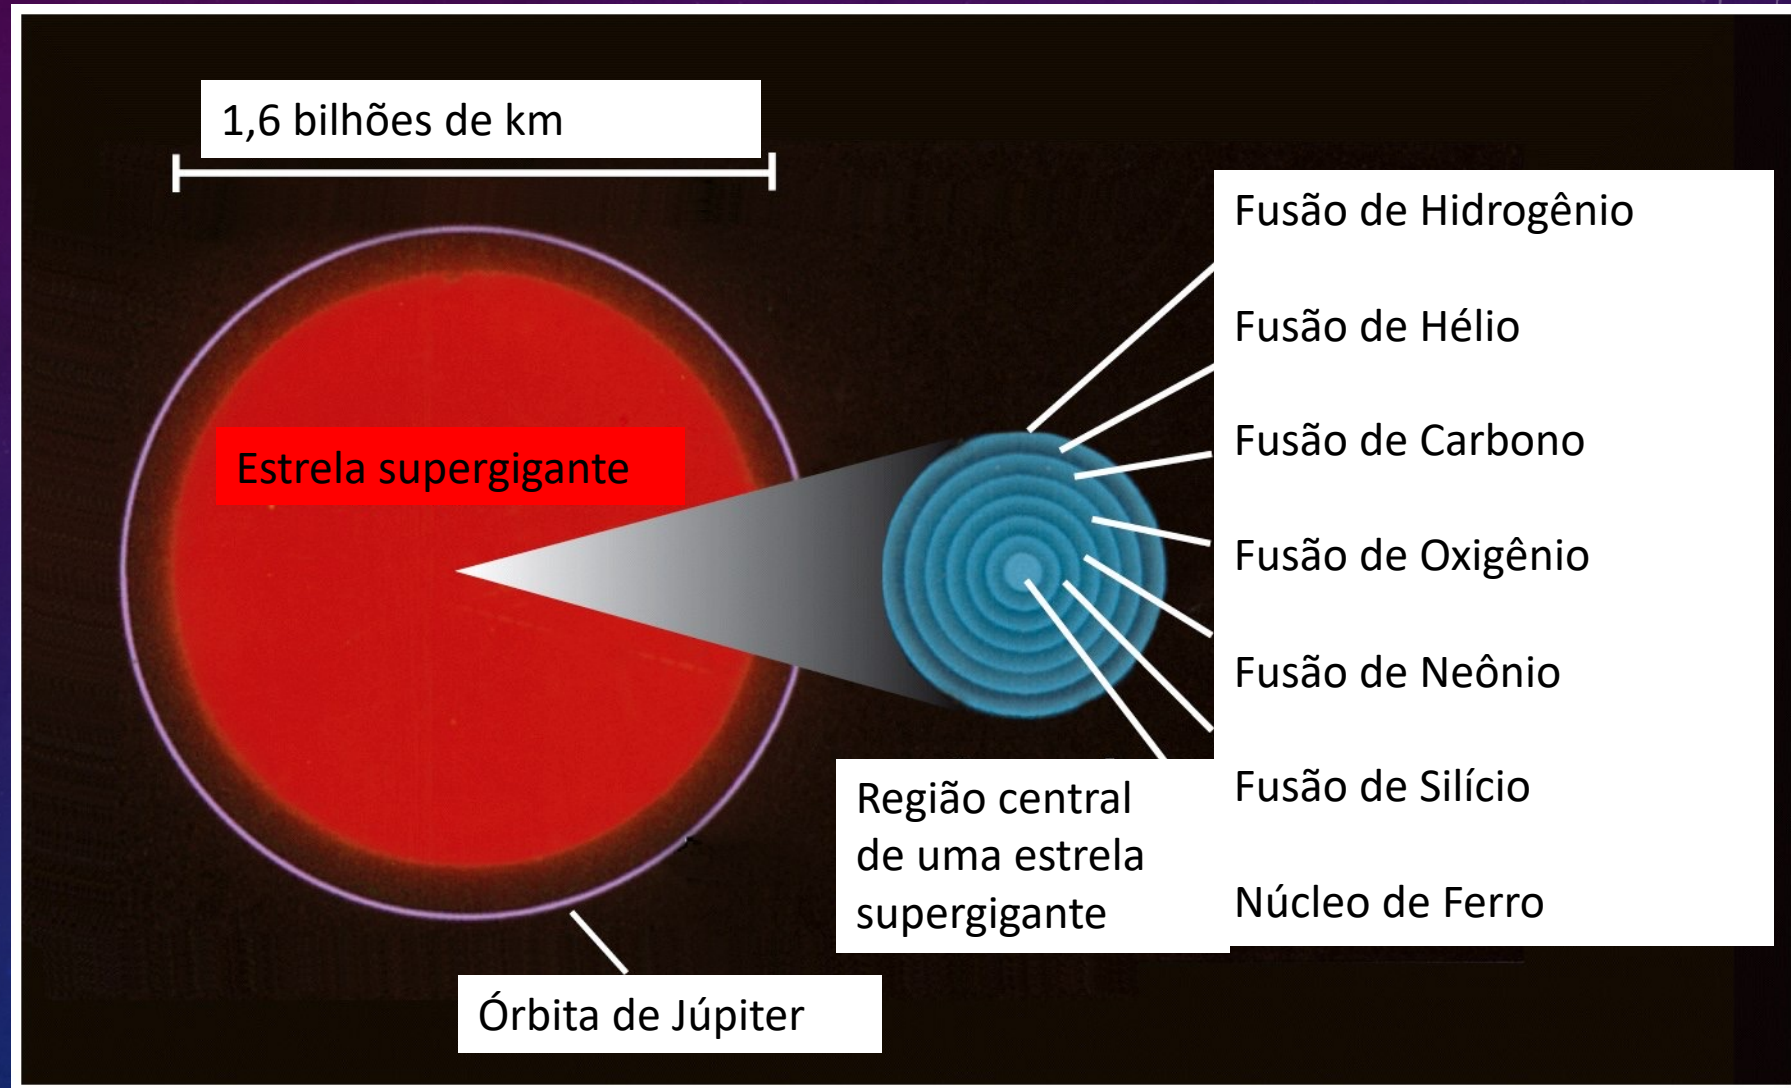 1,6 bilhões de km
Estrela supergigante
Órbita de Júpiter
Região central
de uma estrela
supergigante
Fusão de Hidrogênio
Fusão de Hélio
Fusão de Carbono
Fusão de Oxigênio
Fusão de Neônio
Fusão de Silício
Núcleo de Ferro